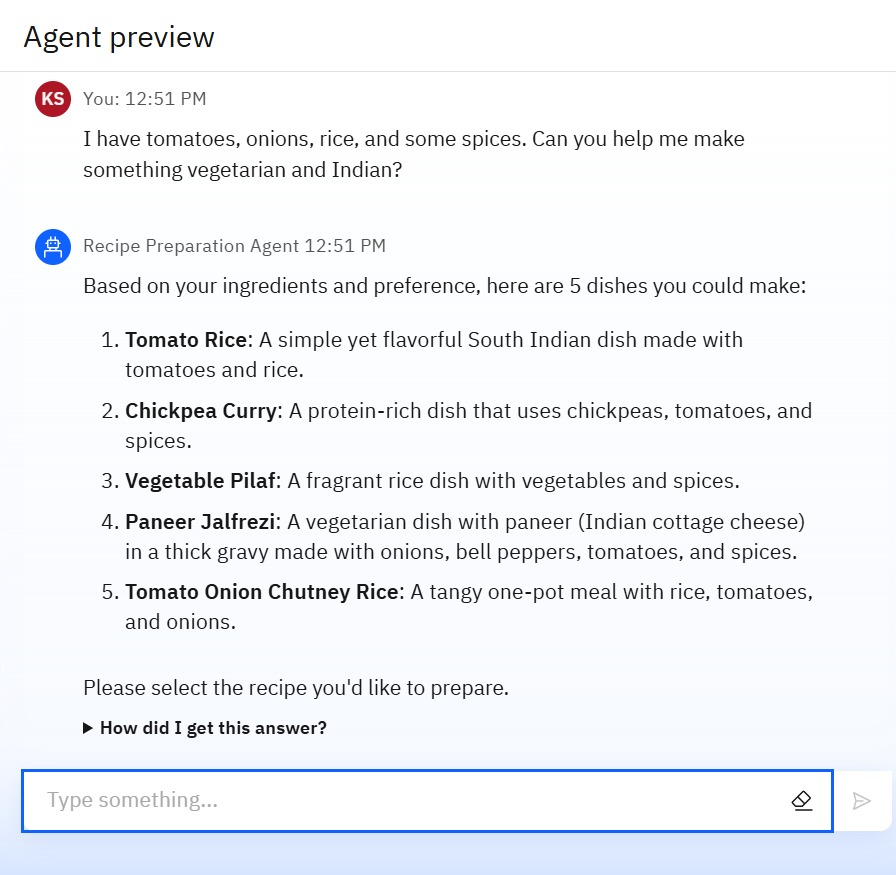 Agent preview
KS
You: 12:51 PM
I have tomatoes, onions, rice, and some spices. Can you help me make
something vegetarian and Indian?
Recipe Preparation Agent 12:51 PM
Based on your ingredients and preference, here are 5 dishes you could make:
1. Tomato Rice: A simple yet flavorful South Indian dish made with
tomatoes and rice.
2. Chickpea Curry: A protein-rich dish that uses chickpeas, tomatoes, and
spices.
3. Vegetable Pilaf: A fragrant rice dish with vegetables and spices.
4. Paneer Jalfrezi: A vegetarian dish with paneer (Indian cottage cheese)
in a thick gravy made with onions, bell peppers, tomatoes, and spices.
5. Tomato Onion Chutney Rice: A tangy one-pot meal with rice, tomatoes,
and onions.
Please select the recipe you'd like to prepare.
How did I get this answer?
Type something...